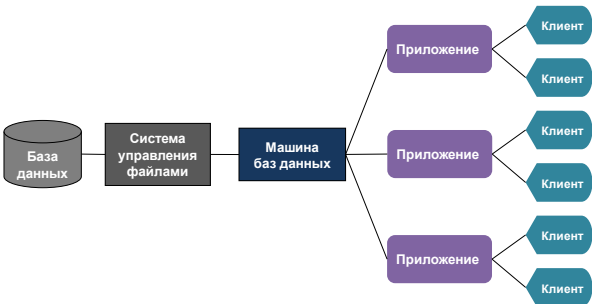 База
данных
Система
управления
файлами
Машина
баз данных
Приложение
Клиент
Клиент
Приложение
Клиент
Клиент
Приложение
Клиент
Клиент